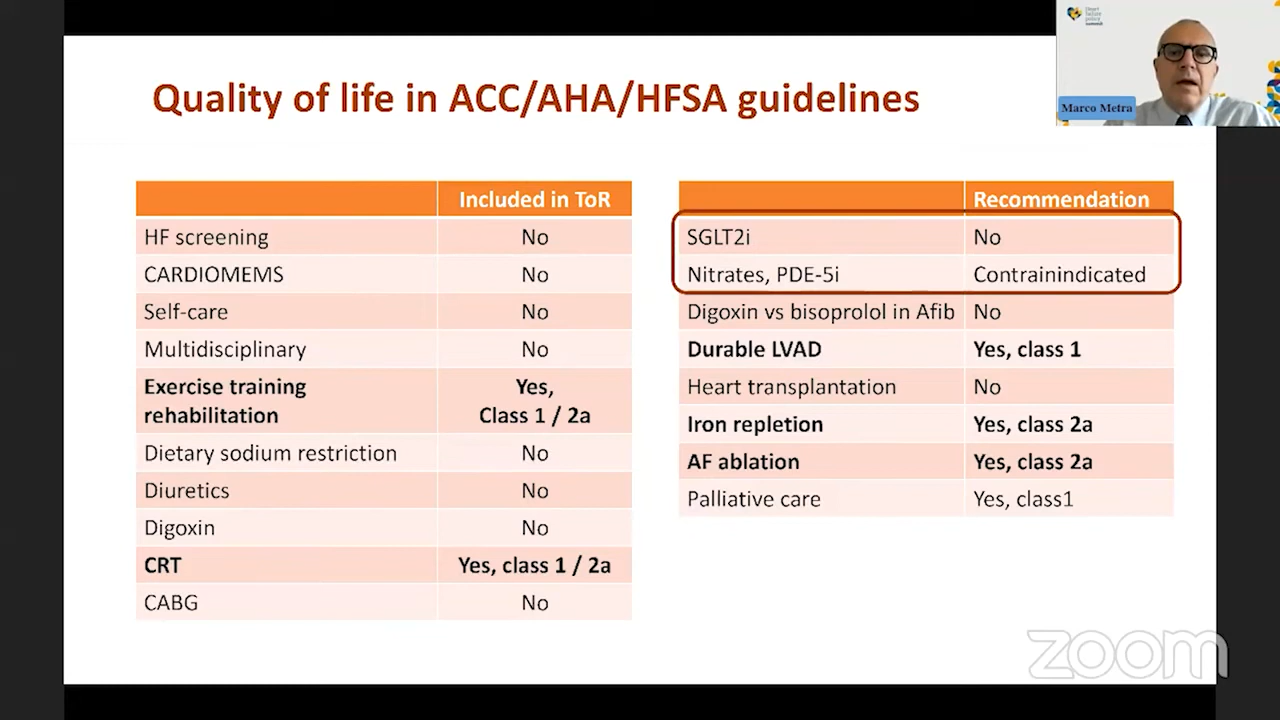 Heart
failure
policy
summit
Marco Metra
Quality of life in ACC/AHA/HFSA guidelines
Included in ToR
HF screening No
CARDIOMEMS No
Self-care No
Multidisciplinary No
Exercise training Yes,
rehabilitation Class 1 / 2a
Dietary sodium restriction No
Diuretics No
Digoxin No
CRT Yes, class 1 / 2a
CABG No
Recommendation
SGLT2i No
Nitrates, PDE-5i Contrainindicated
Digoxin vs bisoprolol in Afib No
Durable LVAD Yes, class 1
Heart transplantation No
Iron repletion Yes, class 2a
AF ablation Yes, class 2a
Palliative care Yes, class1
zoom